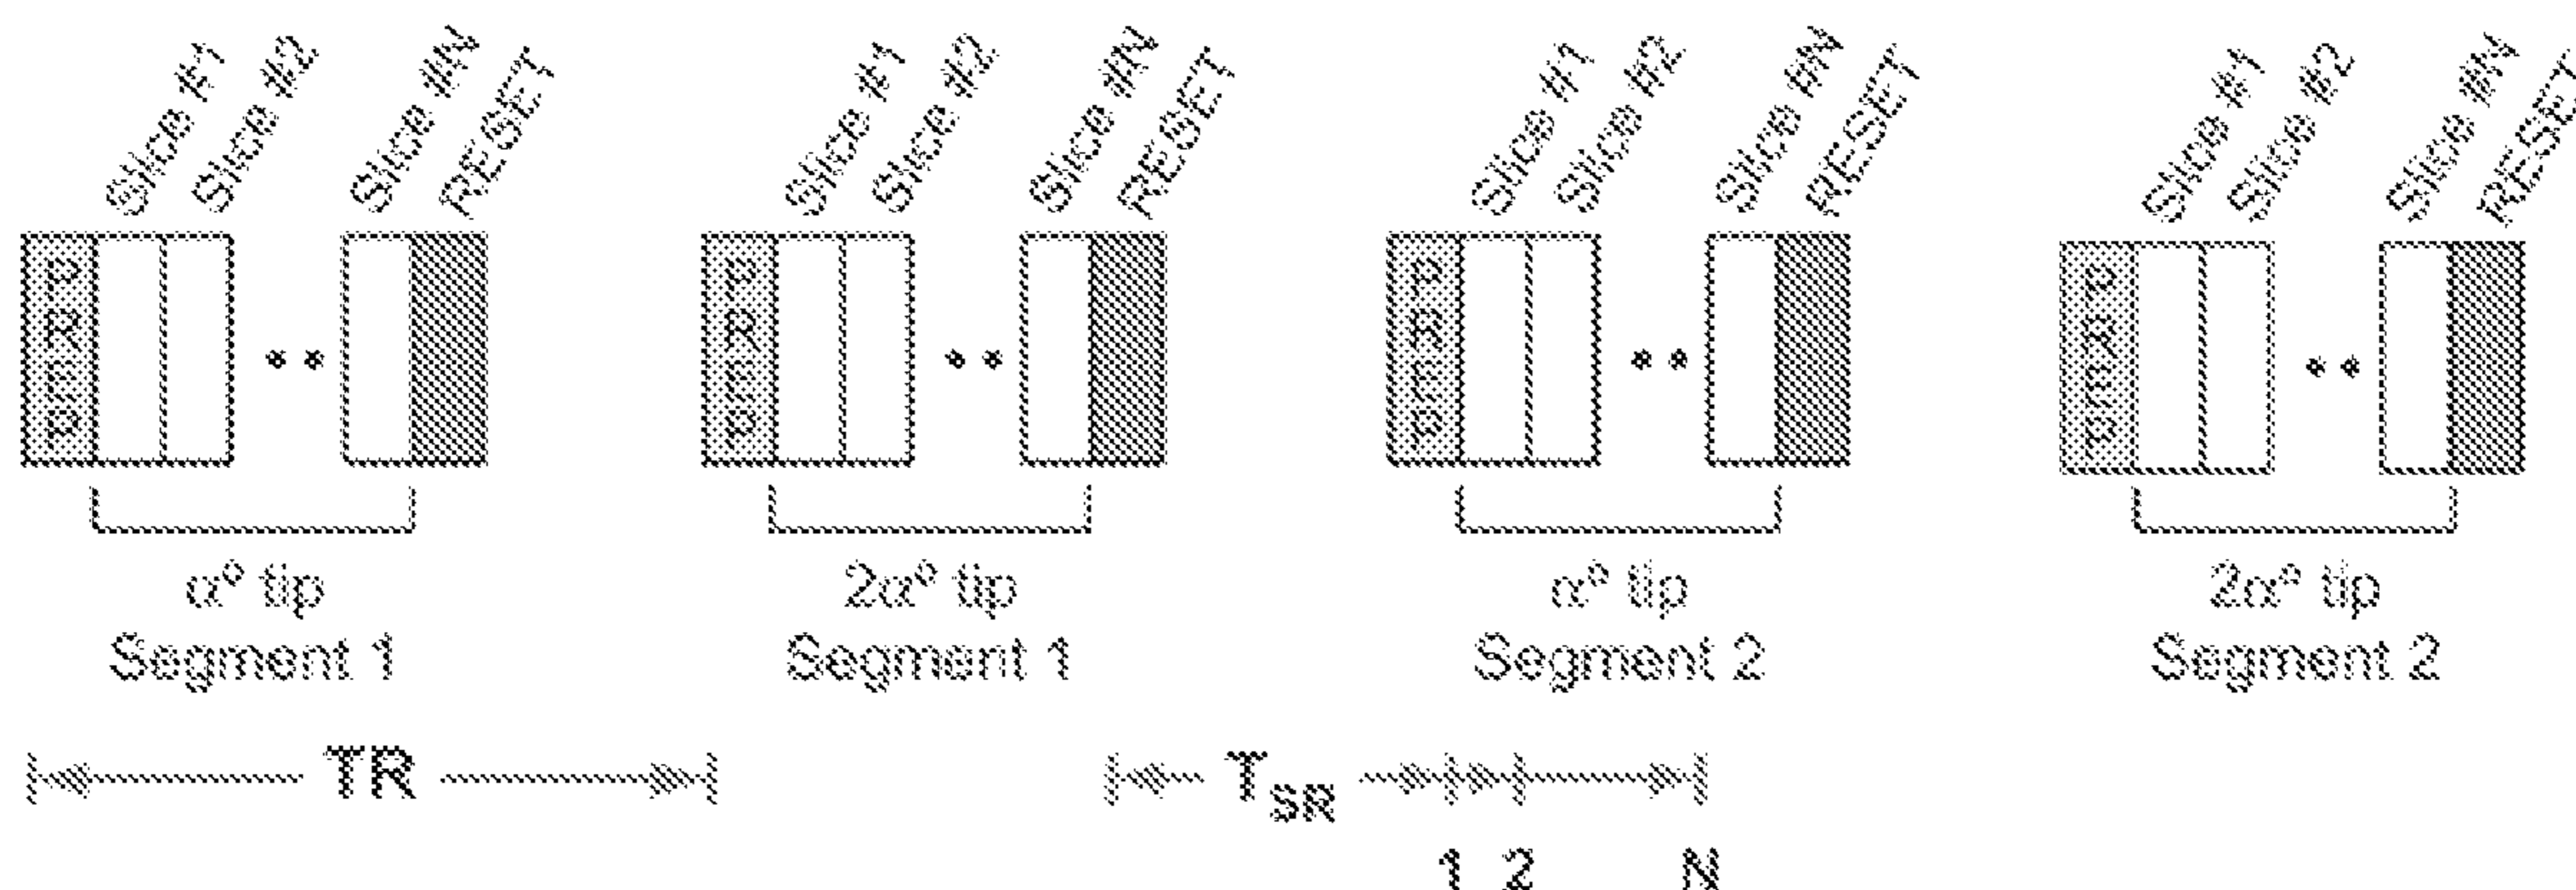 Slice #1 Slice #2 Slice #N RESET Slice #1 Slice #2 Slice #N RESET Slice #1 Slice #2 Slice #N RESET Slice #1 Slice #2 Slice #N RESET
PREP PREP PREP PREP
α° tip 2α° tip α° tip 2α° tip
Segment 1 Segment 1 Segment 2 Segment 2
TR T_SR
1 2 N